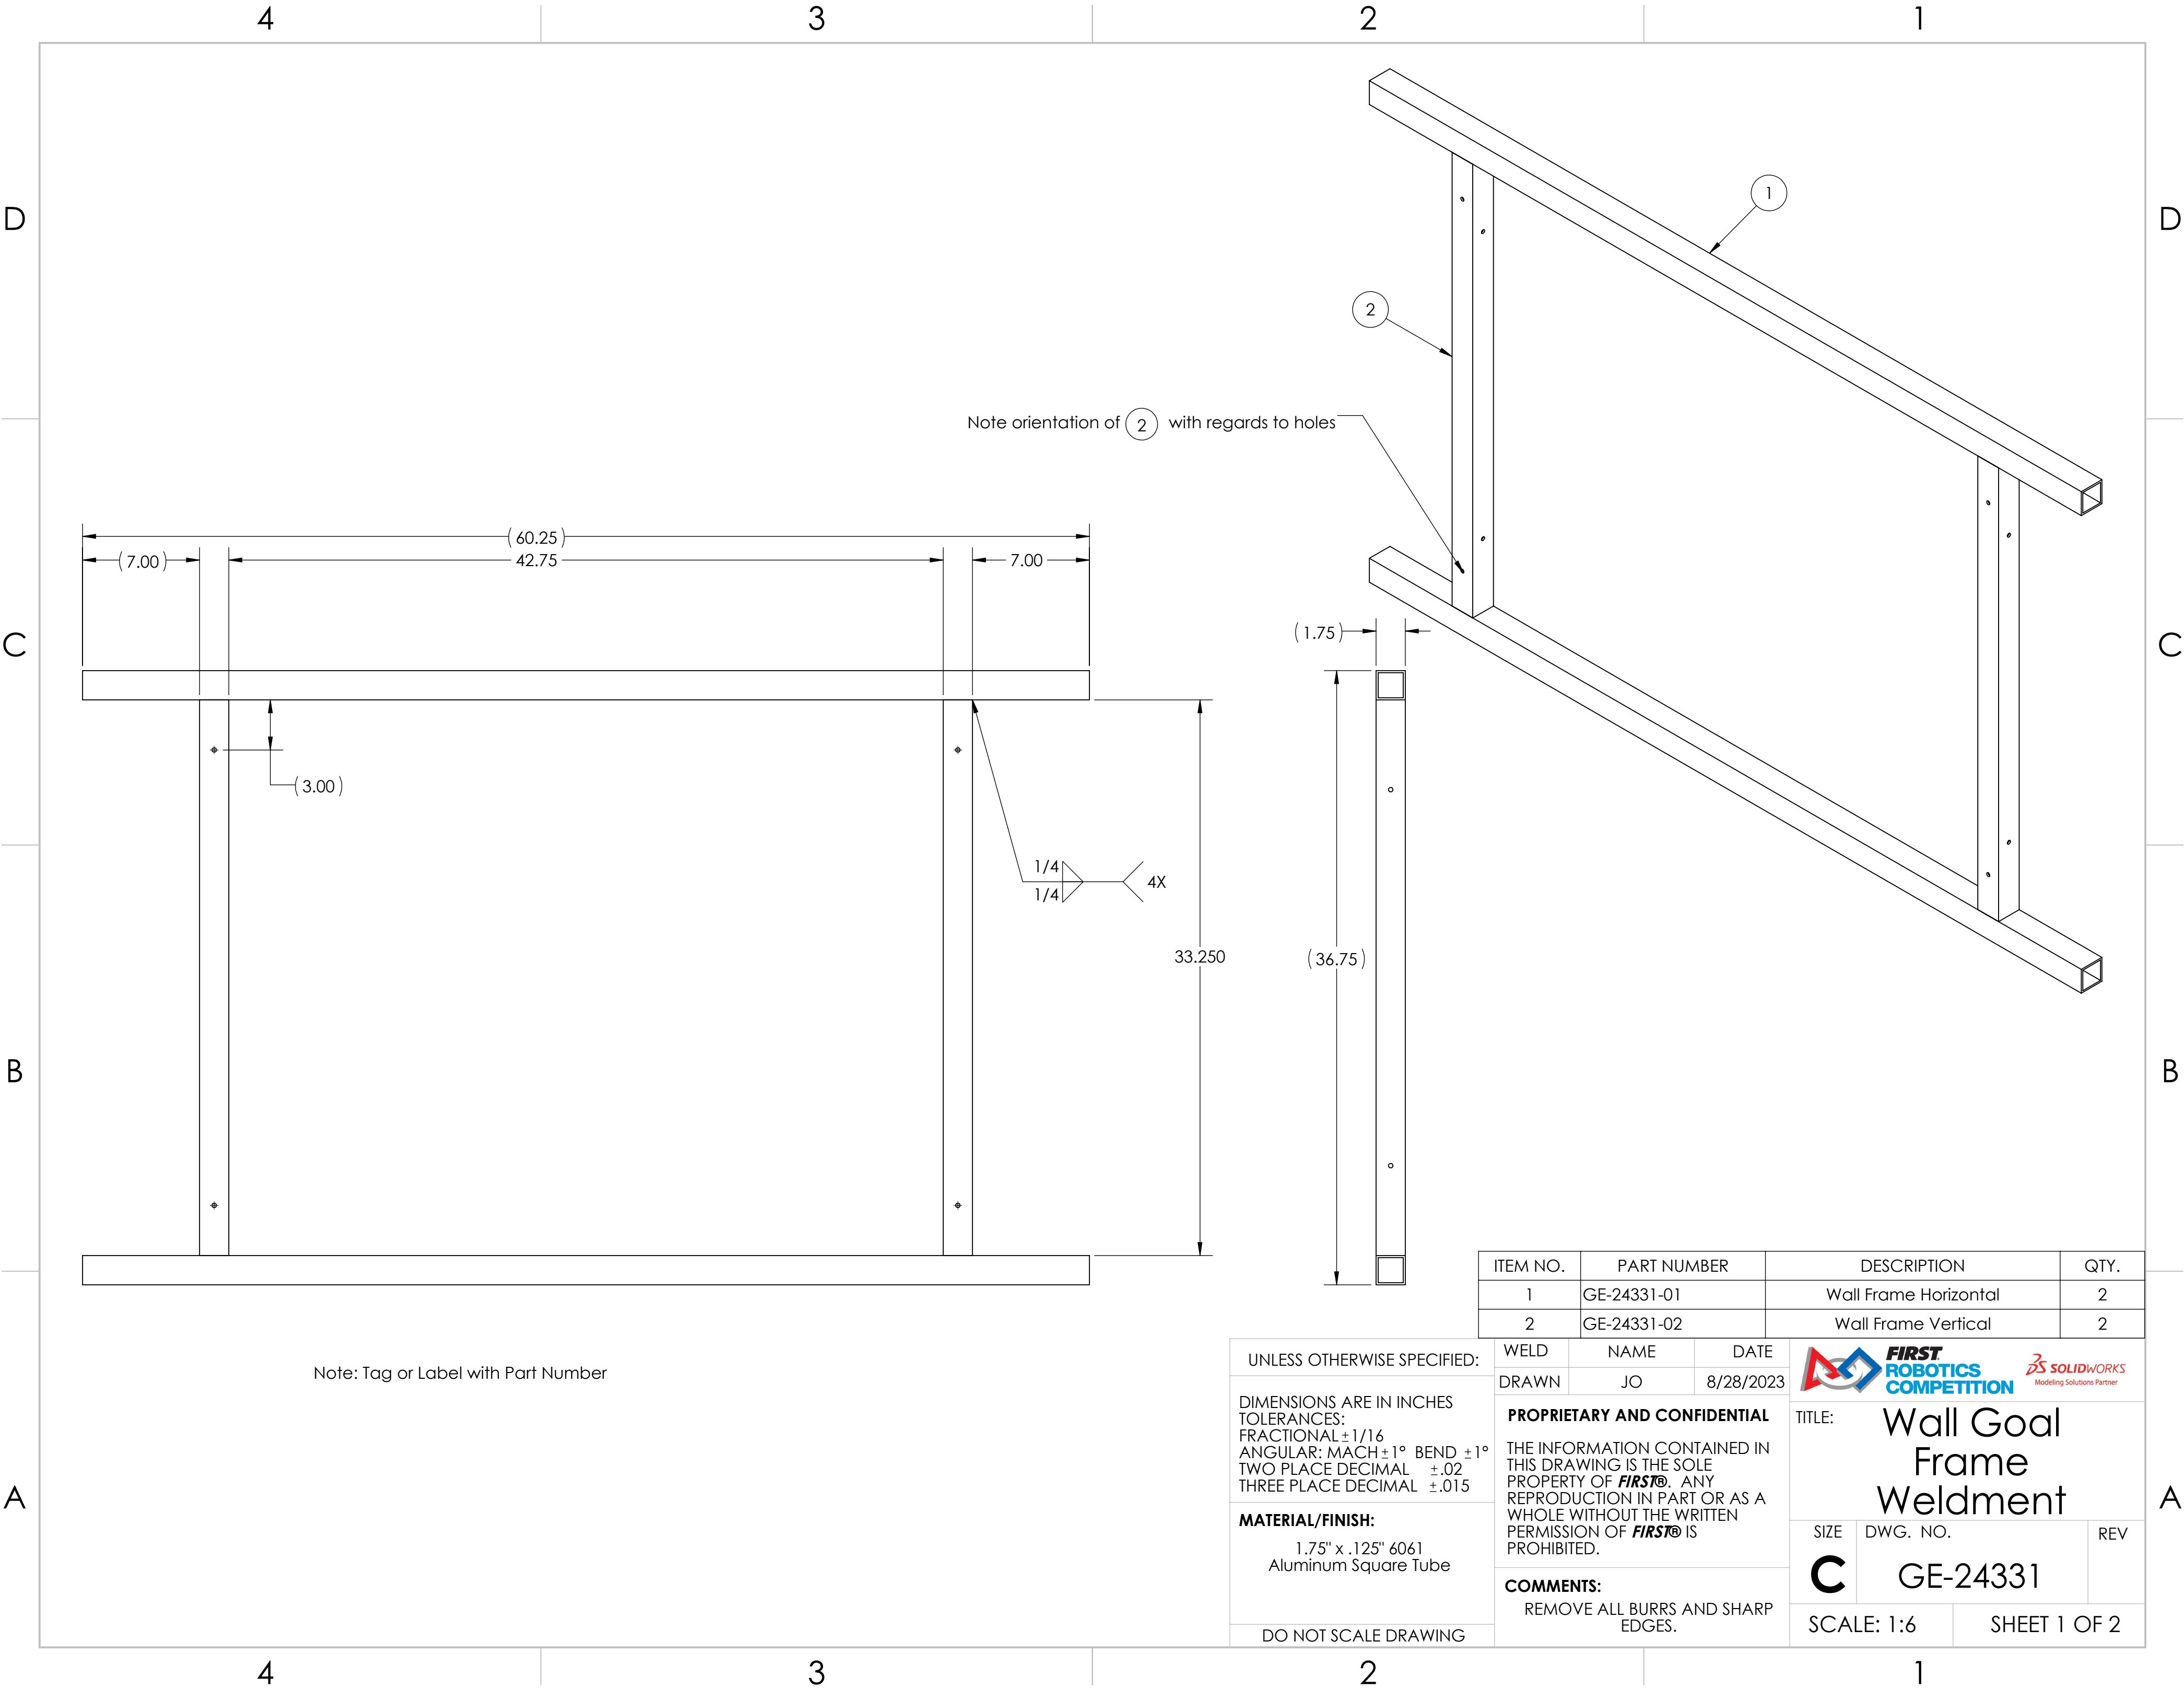 4 3 2 1
D D
C C
B B
A A
1
2
Note orientation of 2 with regards to holes
(60.25)
(7.00) 42.75 7.00
(1.75)
(3.00)
1/4
1/4
4X
33.250
(36.75)
Note: Tag or Label with Part Number
ITEM NO. PART NUMBER DESCRIPTION QTY.
1 GE-24331-01 Wall Frame Horizontal 2
2 GE-24331-02 Wall Frame Vertical 2
UNLESS OTHERWISE SPECIFIED:
DIMENSIONS ARE IN INCHES
TOLERANCES:
FRACTIONAL±1/16
ANGULAR: MACH±1° BEND ±1°
TWO PLACE DECIMAL ±.02
THREE PLACE DECIMAL ±.015
MATERIAL/FINISH:
1.75" x .125" 6061
Aluminum Square Tube
DO NOT SCALE DRAWING
WELD NAME DATE
DRAWN JO 8/28/2023
PROPRIETARY AND CONFIDENTIAL
THE INFORMATION CONTAINED IN
THIS DRAWING IS THE SOLE
PROPERTY OF FIRST®. ANY
REPRODUCTION IN PART OR AS A
WHOLE WITHOUT THE WRITTEN
PERMISSION OF FIRST® IS
PROHIBITED.
COMMENTS:
REMOVE ALL BURRS AND SHARP
EDGES.
FIRST
ROBOTICS
COMPETITION
SOLIDWORKS
Modeling Solutions Partner
TITLE:
Wall Goal
Frame
Weldment
SIZE DWG. NO. REV
C GE-24331
SCALE: 1:6 SHEET 1 OF 2
4 3 2 1